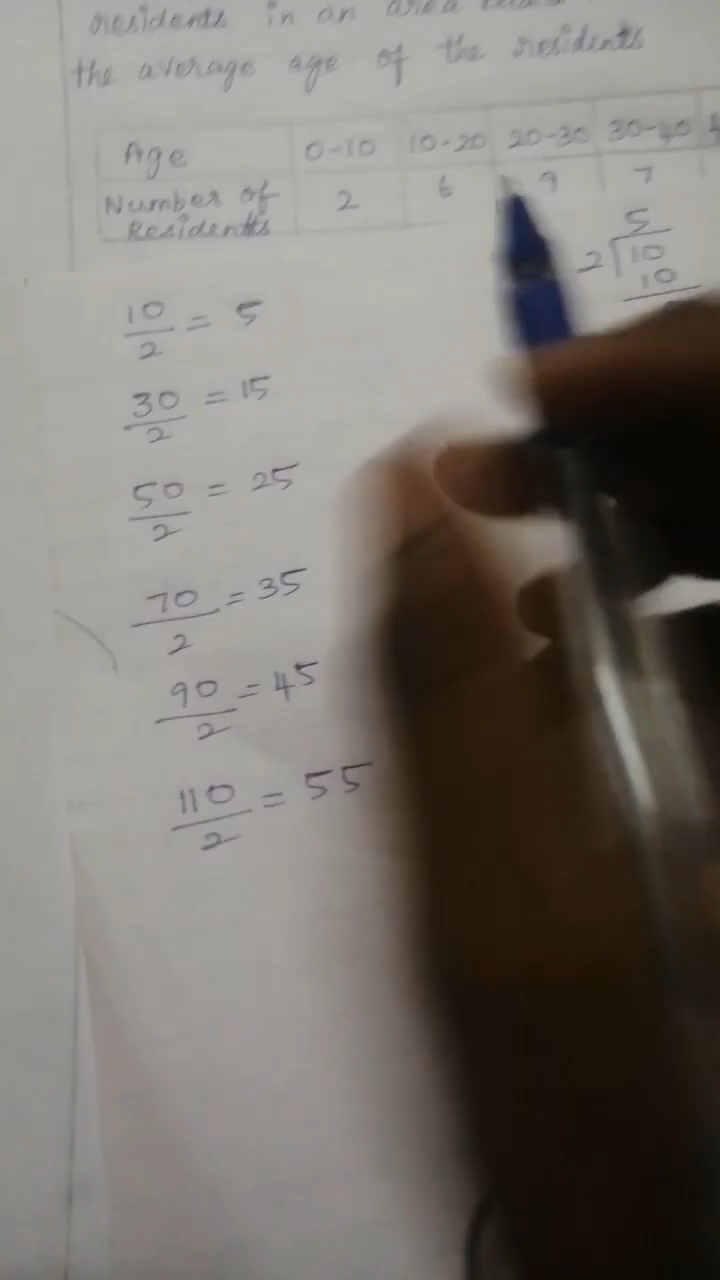 residents in an area
the average age of the residents
Age 0-10 10-20 20-30 30-40
Number of Residents 2 6 9 7
5
2 10
10
10/2 = 5
30/2 = 15
50/2 = 25
70/2 = 35
90/2 = 45
110/2 = 55